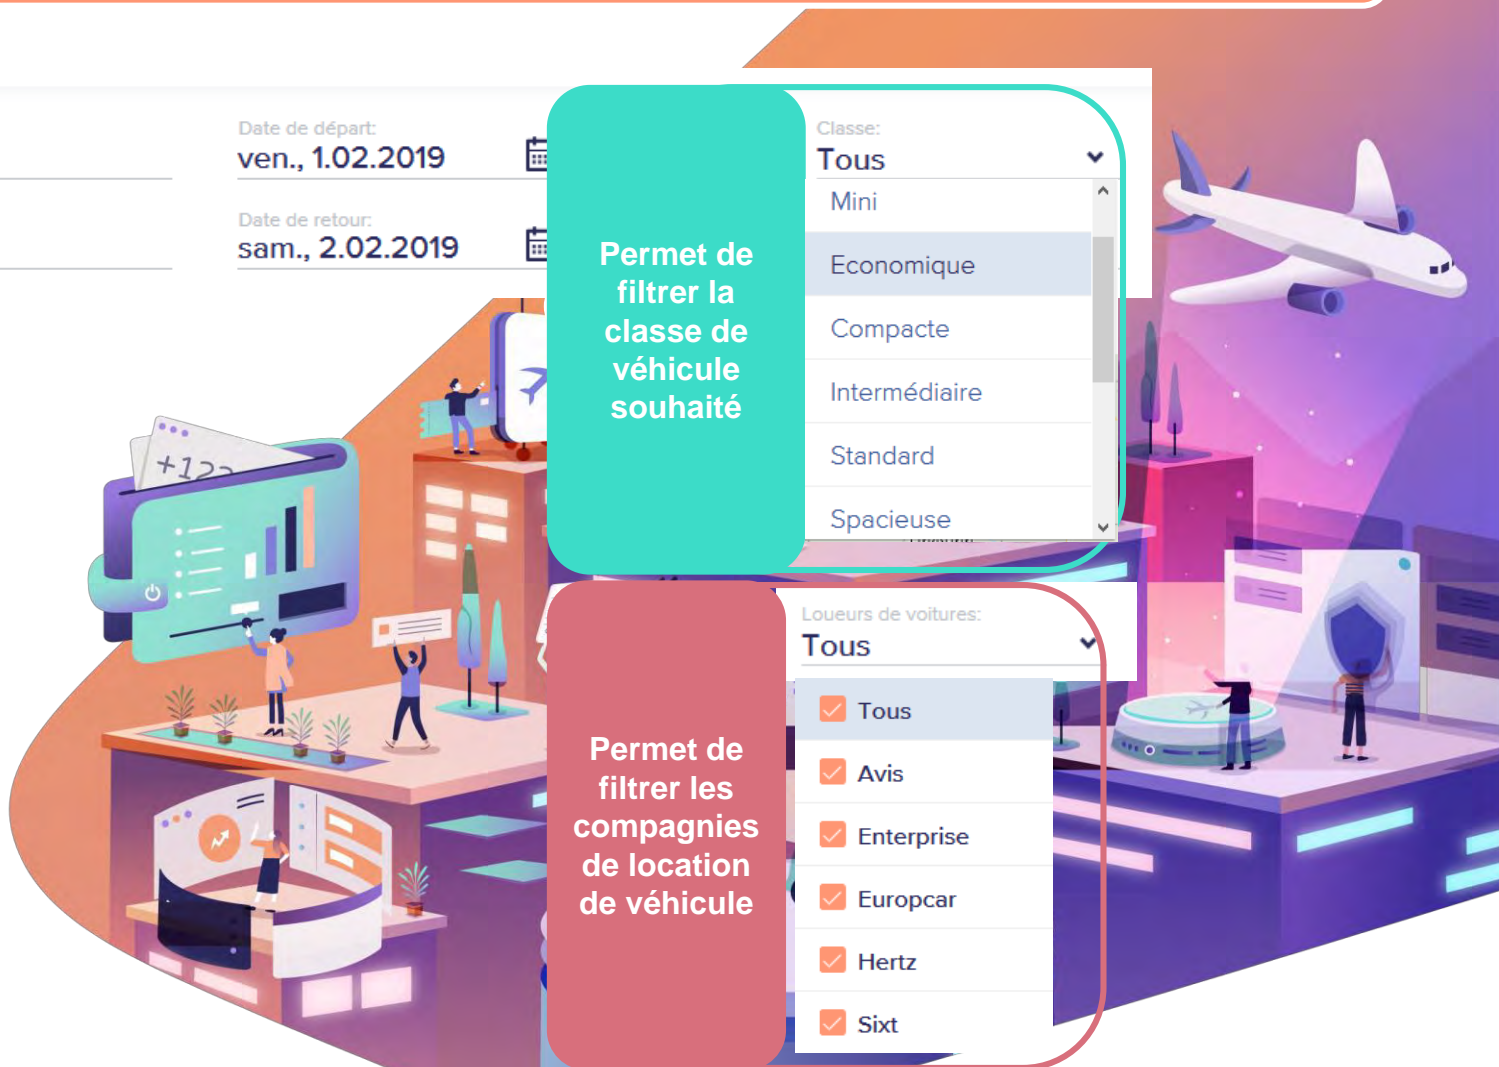 Date de départ:
ven., 1.02.2019
Date de retour:
sam., 2.02.2019
Permet de
filtrer la
classe de
véhicule
souhaité
Classe:
Tous
Mini
Economique
Compacte
Intermédiaire
Standard
Spacieuse
+122
Permet de
filtrer les
compagnies
de location
de véhicule
Loueurs de voitures:
Tous
Tous
Avis
Enterprise
Europcar
Hertz
Sixt